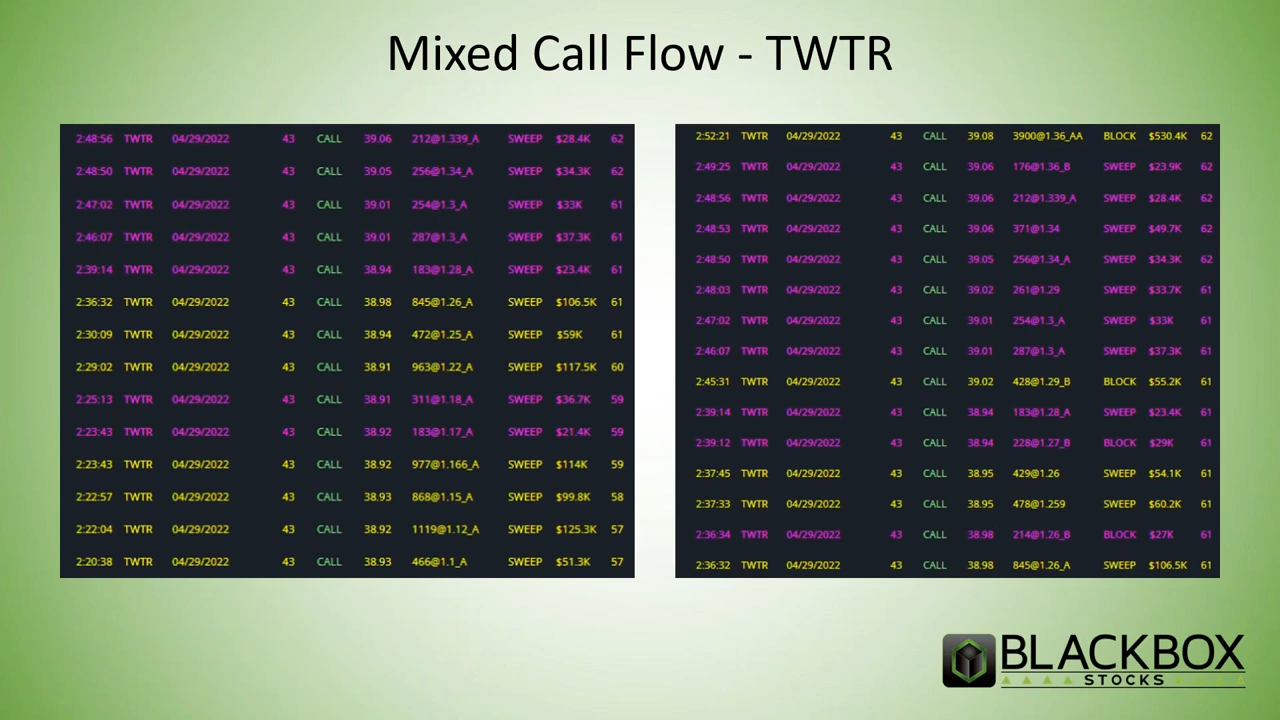 Mixed Call Flow - TWTR
2:48:56 TWTR 04/29/2022 43 CALL 39.06 212@1.339_A SWEEP $28.4K 62
2:48:50 TWTR 04/29/2022 43 CALL 39.05 256@1.34_A SWEEP $34.3K 62
2:47:02 TWTR 04/29/2022 43 CALL 39.01 254@1.3_A SWEEP $33K 61
2:46:07 TWTR 04/29/2022 43 CALL 39.01 287@1.3_A SWEEP $37.3K 61
2:39:14 TWTR 04/29/2022 43 CALL 38.94 183@1.28_A SWEEP $23.4K 61
2:36:32 TWTR 04/29/2022 43 CALL 38.98 845@1.26_A SWEEP $106.5K 61
2:30:09 TWTR 04/29/2022 43 CALL 38.94 472@1.25_A SWEEP $59K 61
2:29:02 TWTR 04/29/2022 43 CALL 38.91 963@1.22_A SWEEP $117.5K 60
2:25:13 TWTR 04/29/2022 43 CALL 38.91 311@1.18_A SWEEP $36.7K 59
2:23:43 TWTR 04/29/2022 43 CALL 38.92 183@1.17_A SWEEP $21.4K 59
2:23:43 TWTR 04/29/2022 43 CALL 38.92 977@1.166_A SWEEP $114K 59
2:22:57 TWTR 04/29/2022 43 CALL 38.93 868@1.15_A SWEEP $99.8K 58
2:22:04 TWTR 04/29/2022 43 CALL 38.92 1119@1.12_A SWEEP $125.3K 57
2:20:38 TWTR 04/29/2022 43 CALL 38.93 466@1.1_A SWEEP $51.3K 57
2:52:21 TWTR 04/29/2022 43 CALL 39.08 3900@1.36_AA BLOCK $530.4K 62
2:49:25 TWTR 04/29/2022 43 CALL 39.06 176@1.36_B SWEEP $23.9K 62
2:48:56 TWTR 04/29/2022 43 CALL 39.06 212@1.339_A SWEEP $28.4K 62
2:48:53 TWTR 04/29/2022 43 CALL 39.06 371@1.34 SWEEP $49.7K 62
2:48:50 TWTR 04/29/2022 43 CALL 39.05 256@1.34_A SWEEP $34.3K 62
2:48:03 TWTR 04/29/2022 43 CALL 39.02 261@1.29 SWEEP $33.7K 61
2:47:02 TWTR 04/29/2022 43 CALL 39.01 254@1.3_A SWEEP $33K 61
2:46:07 TWTR 04/29/2022 43 CALL 39.01 287@1.3_A SWEEP $37.3K 61
2:45:31 TWTR 04/29/2022 43 CALL 39.02 428@1.29_B BLOCK $55.2K 61
2:39:14 TWTR 04/29/2022 43 CALL 38.94 183@1.28_A SWEEP $23.4K 61
2:39:12 TWTR 04/29/2022 43 CALL 38.94 228@1.27_B BLOCK $29K 61
2:37:45 TWTR 04/29/2022 43 CALL 38.95 429@1.26 SWEEP $54.1K 61
2:37:33 TWTR 04/29/2022 43 CALL 38.95 478@1.259 SWEEP $60.2K 61
2:36:34 TWTR 04/29/2022 43 CALL 38.98 214@1.26_B BLOCK $27K 61
2:36:32 TWTR 04/29/2022 43 CALL 38.98 845@1.26_A SWEEP $106.5K 61
BLACKBOX
STOCKS